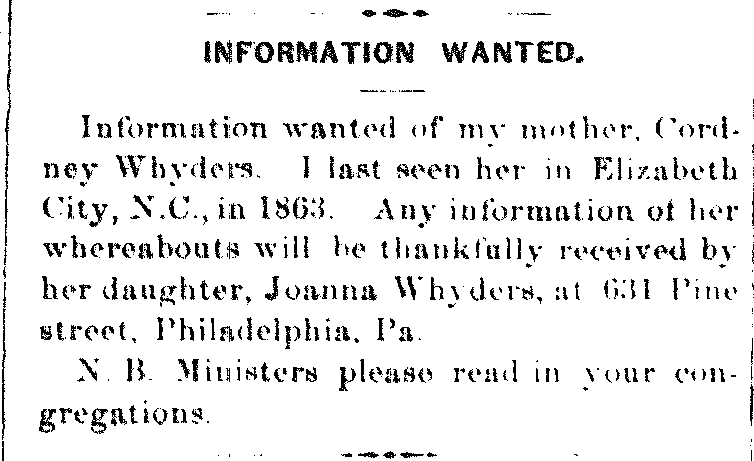 INFORMATION WANTED.
Information wanted of my mother, Cord-
ney Whyders. I last seen her in Elizabeth
City, N.C., in 1863. Any information of her
whereabouts will be thankfully received by
her daughter, Joanna Whyders, at 631 Pine
street, Philadelphia, Pa.
N. B. Ministers please read in your con-
gregations.